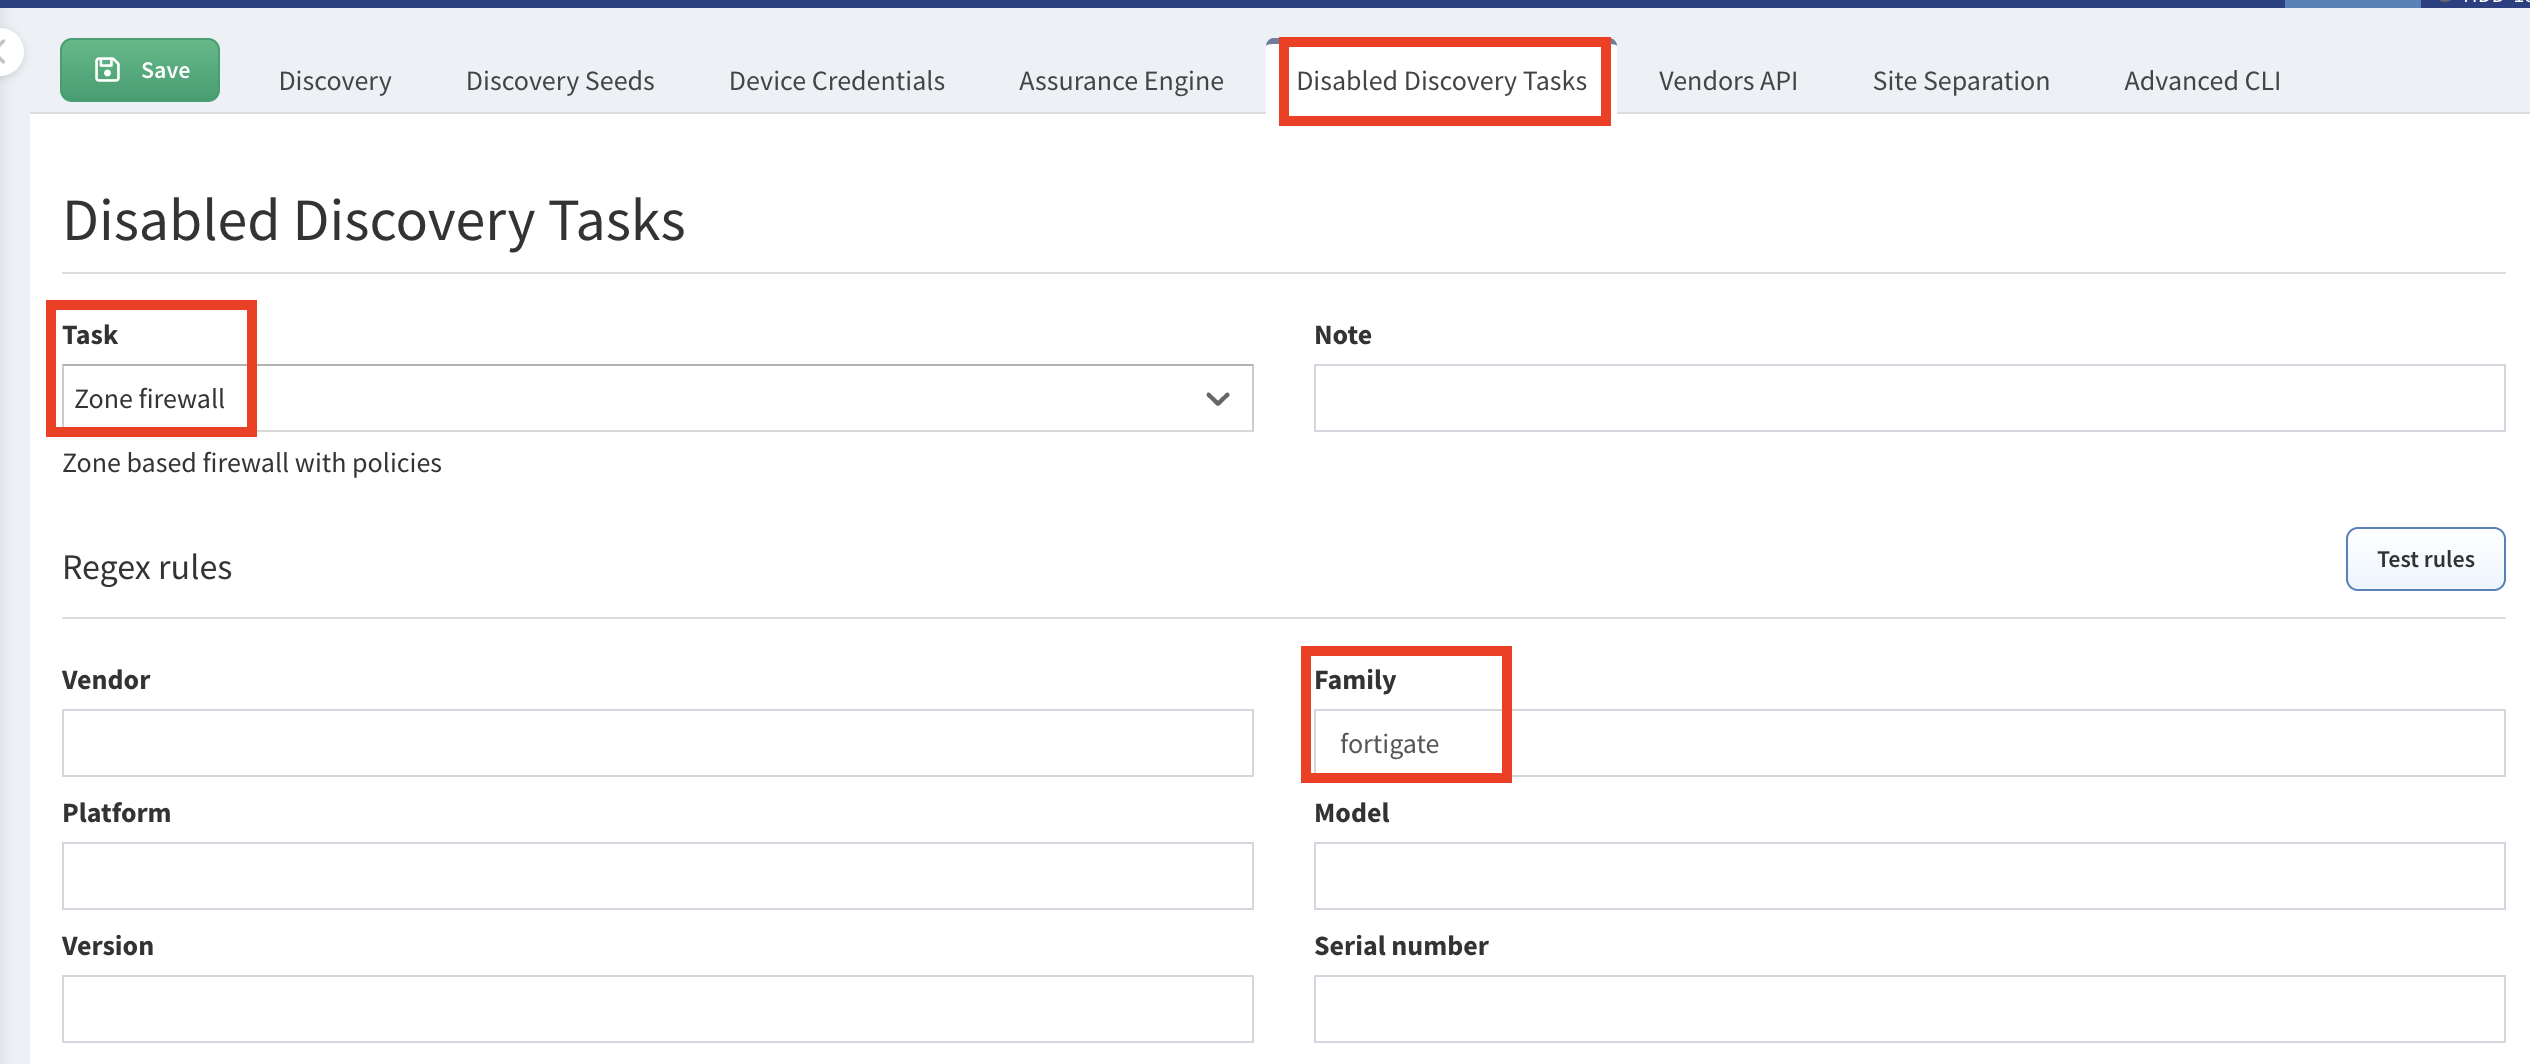 Save
Discovery
Discovery Seeds
Device Credentials
Assurance Engine
Disabled Discovery Tasks
Vendors API
Site Separation
Advanced CLI
Disabled Discovery Tasks
Task
Note
Zone firewall
Zone based firewall with policies
Regex rules
Test rules
Vendor
Family
fortigate
Platform
Model
Version
Serial number